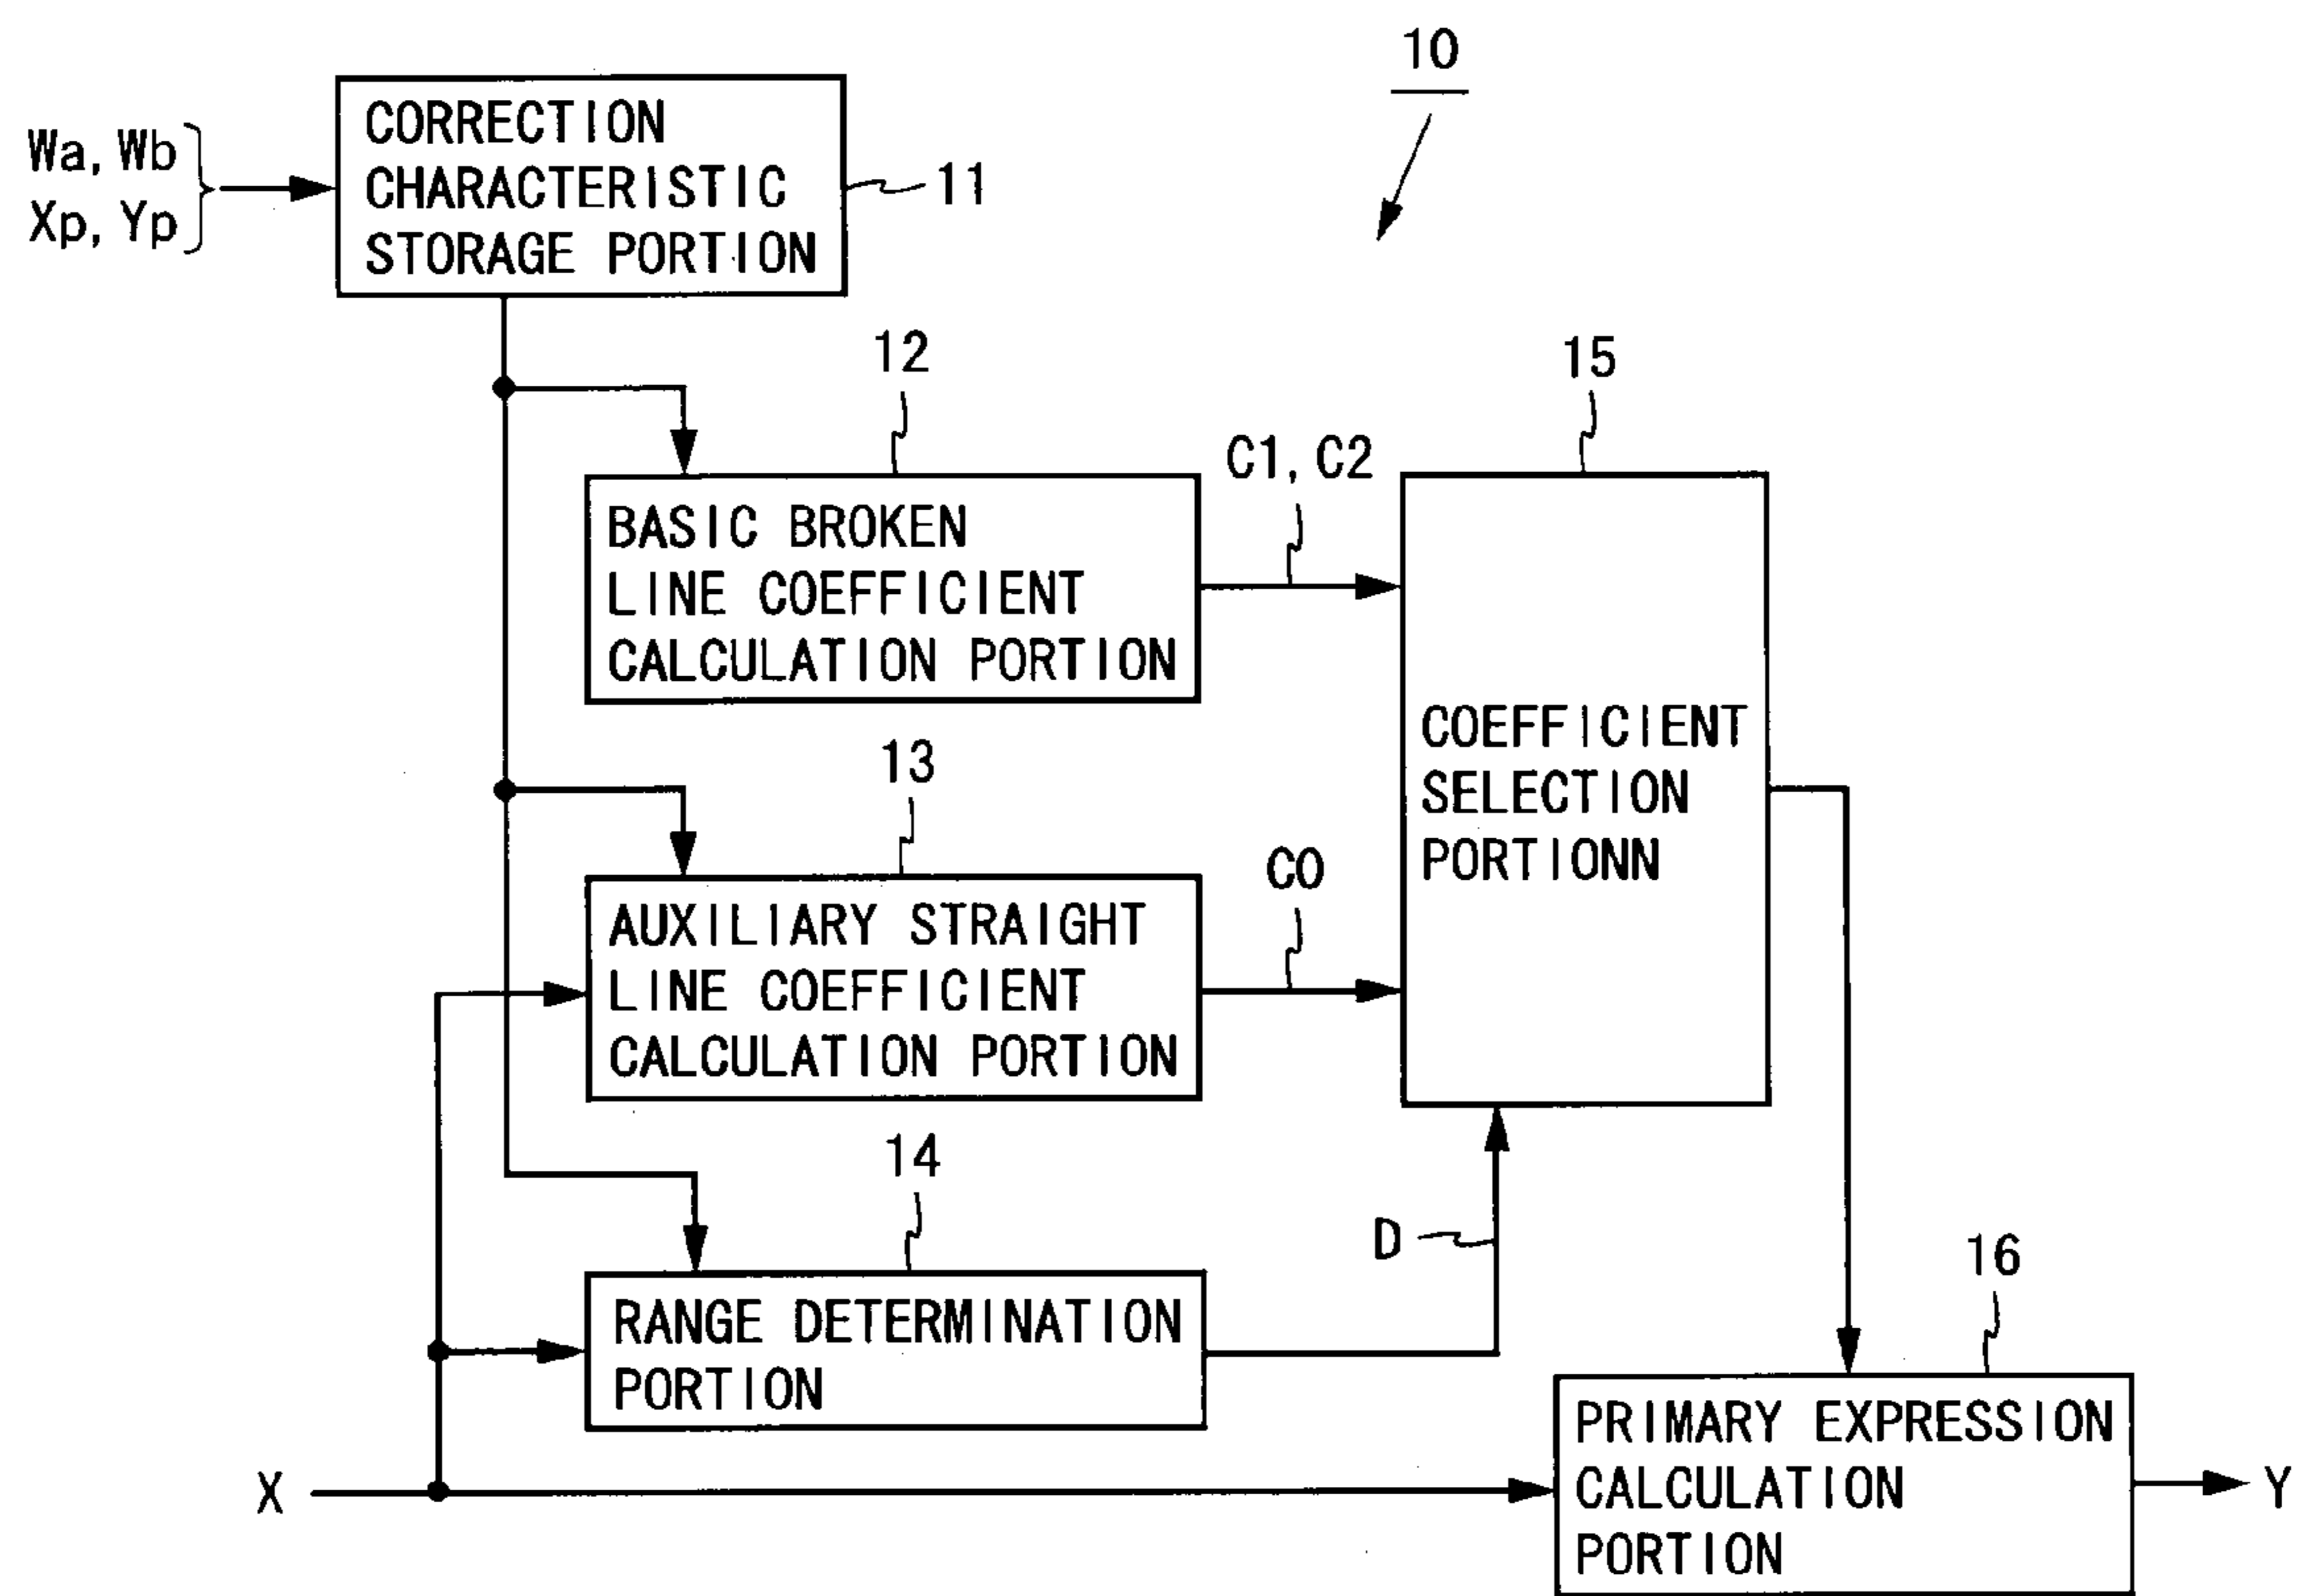 10
Wa, Wb
Xp, Yp
CORRECTION
CHARACTERISTIC
STORAGE PORTION
11
12
BASIC BROKEN
LINE COEFFICIENT
CALCULATION PORTION
C1, C2
15
COEFFICIENT
SELECTION
PORTIONN
13
AUXILIARY STRAIGHT
LINE COEFFICIENT
CALCULATION PORTION
C0
14
RANGE DETERMINATION
PORTION
D
16
PRIMARY EXPRESSION
CALCULATION
PORTION
X
Y